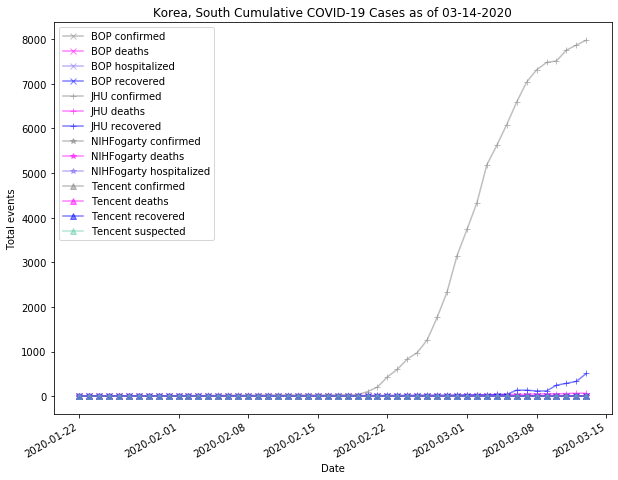 Korea, South Cumulative COVID-19 Cases as of 03-14-2020
8000
7000
6000
5000
4000
3000
2000
1000
0
Total events
BOP confirmed
BOP deaths
BOP hospitalized
BOP recovered
JHU confirmed
JHU deaths
JHU recovered
NIHFogarty confirmed
NIHFogarty deaths
NIHFogarty hospitalized
Tencent confirmed
Tencent deaths
Tencent recovered
Tencent suspected
2020-01-22
2020-02-01
2020-02-08
2020-02-15
2020-02-22
2020-03-01
2020-03-08
2020-03-15
Date